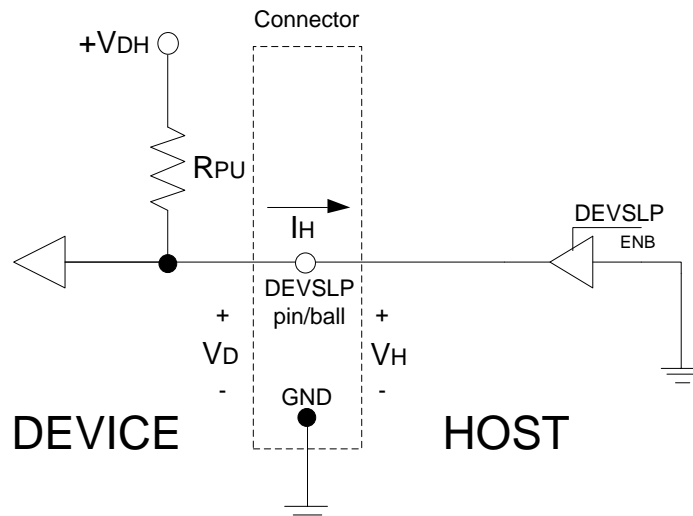 Connector
+VDH
RPU
IH
DEVSLP
ENB
DEVSLP
pin/ball
+
VD
-
+
VH
-
GND
DEVICE
HOST